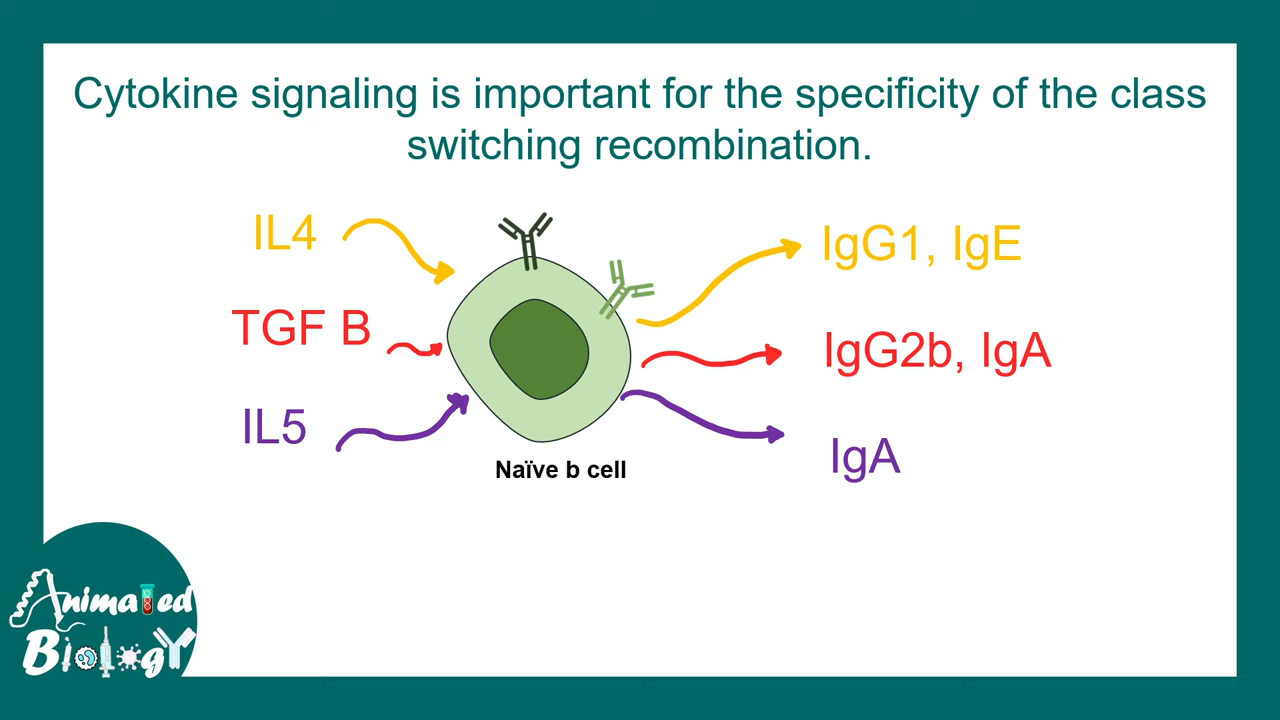 Cytokine signaling is important for the specificity of the class
switching recombination.
IL4
IgG1, IgE
TGF B
IgG2b, IgA
IL5
IgA
Naïve b cell
Animated
Biology